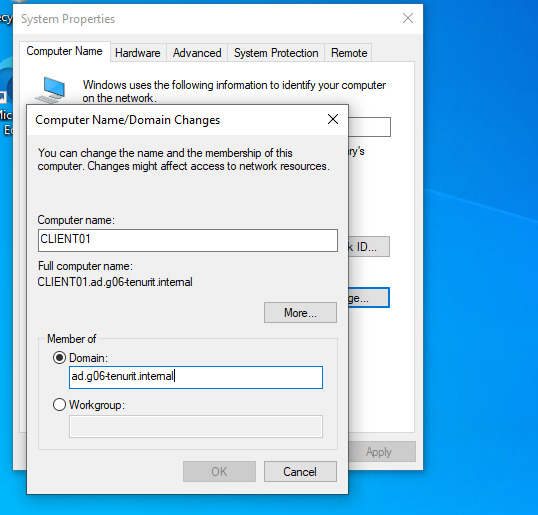 System Properties
Computer Name
Hardware
Advanced
System Protection
Remote
Windows uses the following information to identify your computer
on the network.
Computer Name/Domain Changes
You can change the name and the membership of this
computer. Changes might affect access to network resources.
Computer name:
CLIENT01
Full computer name:
CLIENT01.ad.g06-tenurit.internal
More...
Member of
Domain:
ad.g06-tenurit.internal
Workgroup:
OK
Cancel
Apply